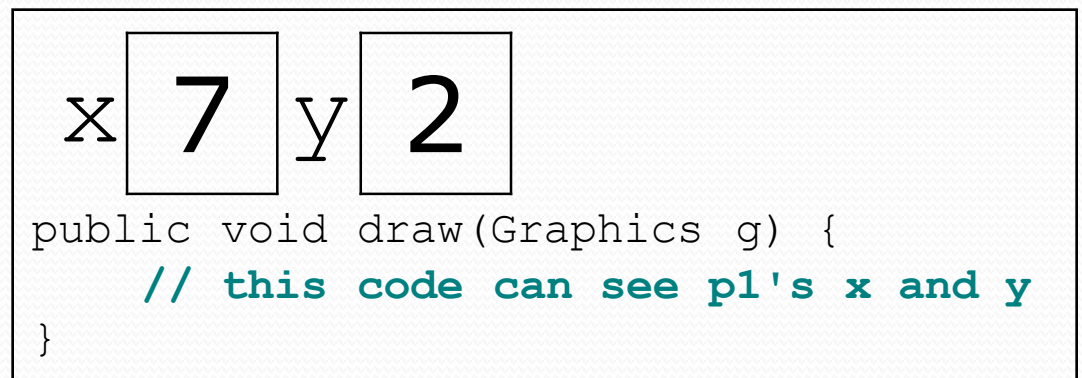 x 7 y 2
public void draw(Graphics g) {
    // this code can see p1's x and y
}